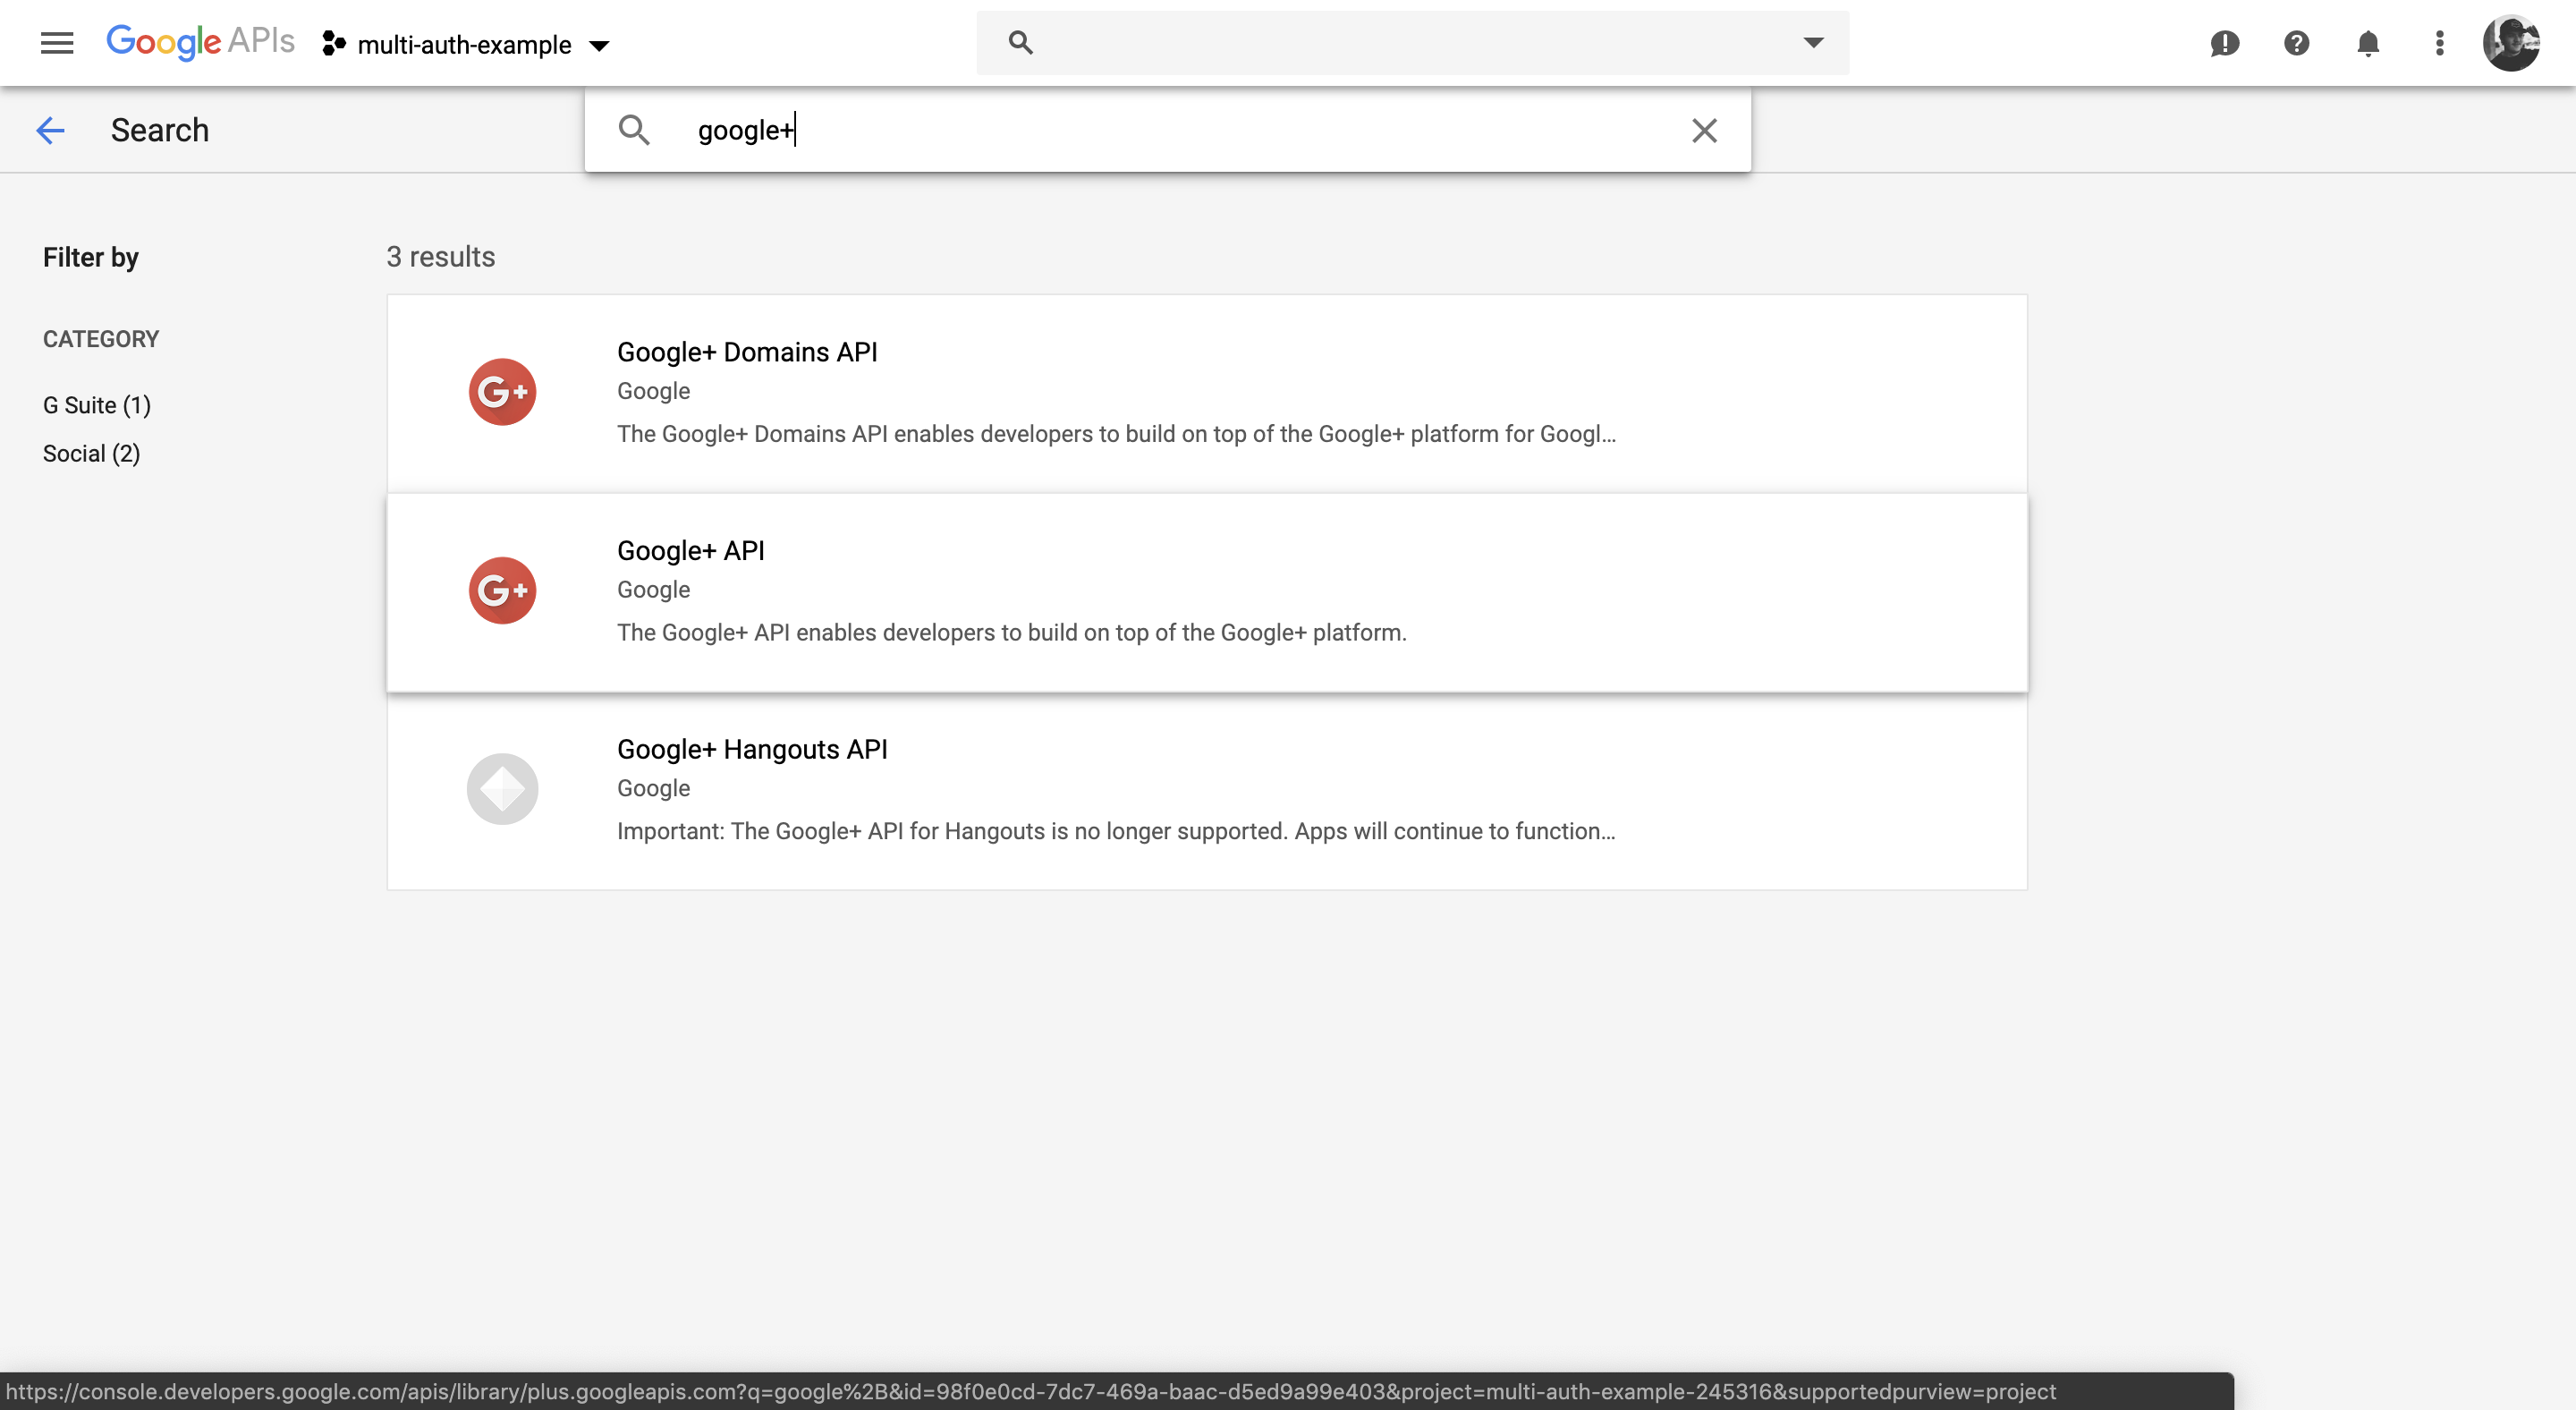 Google APIs multi-auth-example
Search google+
Filter by
CATEGORY
G Suite (1)
Social (2)
3 results
Google+ Domains API
Google
The Google+ Domains API enables developers to build on top of the Google+ platform for Googl...
Google+ API
Google
The Google+ API enables developers to build on top of the Google+ platform.
Google+ Hangouts API
Google
Important: The Google+ API for Hangouts is no longer supported. Apps will continue to function...
https://console.developers.google.com/apis/library/plus.googleapis.com?q=google%2B&id=98f0e0cd-7dc7-469a-baac-d5ed9a99e403&project=multi-auth-example-245316&supportedpurview=project